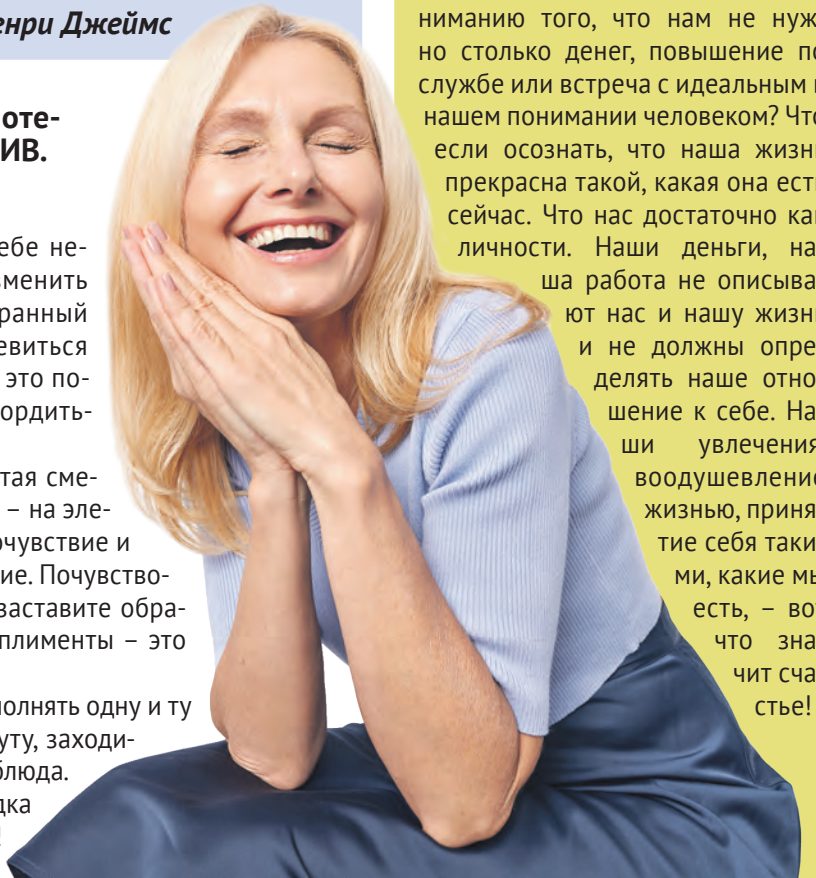 енри Джеймс
оте-
ИВ.
ебе не-
зменить
ранный
евиться
это по-
ордить-
тая сме-
– на эле-
очувствие и
ие. Почувство-
заставите обра-
плименты – это
олнять одну и ту
уту, заходи-
блюда.
дка
!
ниманию того, что нам не нуж
но столько денег, повышение по
службе или встреча с идеальным
нашем понимании человеком? Что
если осознать, что наша жизн
прекрасна такой, какая она есть
сейчас. Что нас достаточно как
личности. Наши деньги, на
ша работа не описыва
ют нас и нашу жизнь
и не должны опре
делять наше отно
шение к себе. На
ши увлечения,
воодушевление
жизнью, приня
тие себя таки
ми, какие мы
есть, – вот
что зна
чит сча
стье!